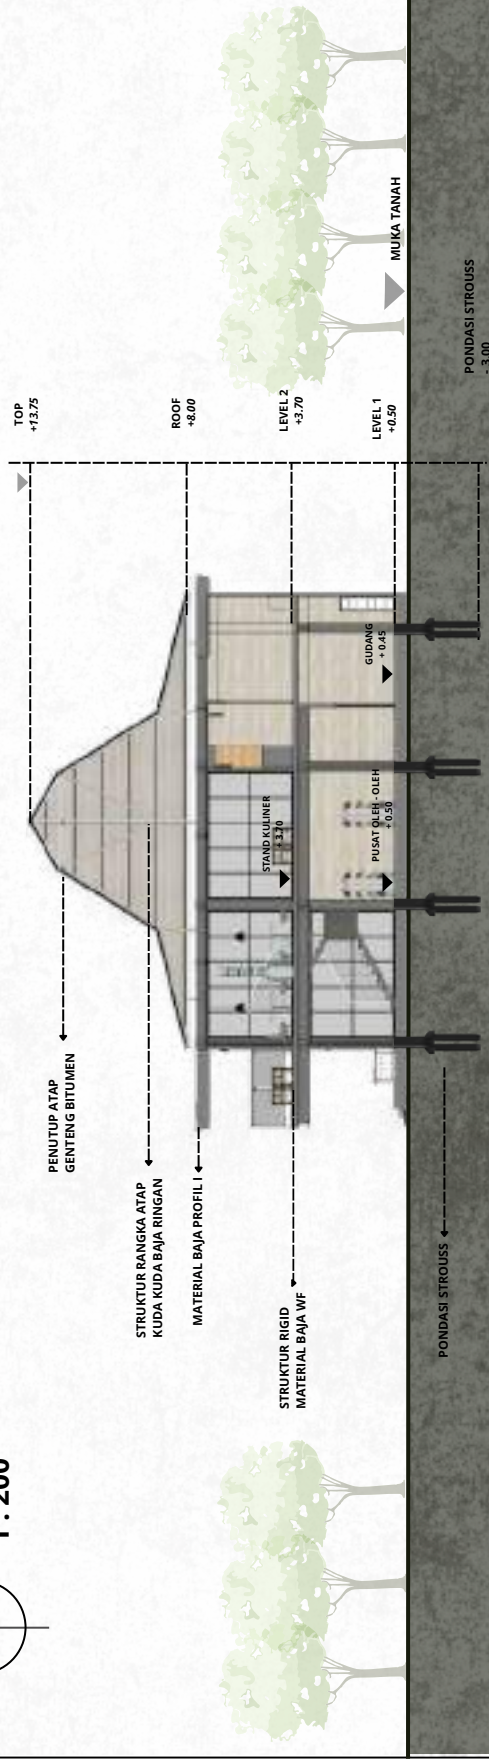 1 : 200
PENUTUP ATAP
GENTENG BITUMEN
STRUKTUR RANGKA ATAP
KUDA KUDA BAJA RINGAN
MATERIAL BAJA PROFIL I
STRUKTUR RIGID
MATERIAL BAJA WF
PONDASI STROUSS
STAND KULINER
+ 3.70
PUSAT OLEH - OLEH
+ 0.50
GUDANG
+ 0.45
TOP
+13.75
ROOF
+8.00
LEVEL 2
+3.70
LEVEL 1
+0.50
MUKA TANAH
PONDASI STROUSS
- 3.00